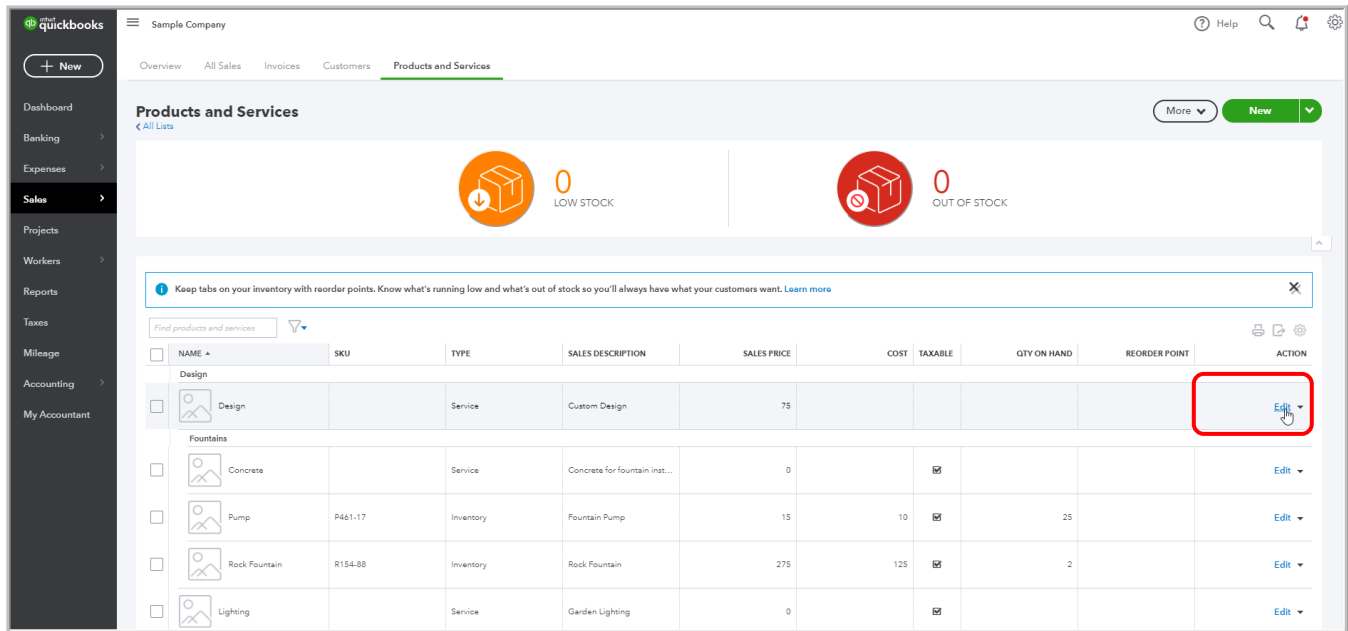 qb intuit quickbooks
Sample Company
? Help
+ New
Overview All Sales Invoices Customers Products and Services
Dashboard
Banking
Expenses
Sales
Projects
Workers
Reports
Taxes
Mileage
Accounting
My Accountant
Products and Services
All Lists
More
New
0
LOW STOCK
0
OUT OF STOCK
i Keep tabs on your inventory with reorder points. Know what's running low and what's out of stock so you'll always have what your customers want. Learn more
Find products and services
NAME SKU TYPE SALES DESCRIPTION SALES PRICE COST TAXABLE QTY ON HAND REORDER POINT ACTION
Design
Design Service Custom Design 75 Edit
Fountains
Concrete Service Concrete for fountain inst... 0 Edit
Pump P461-17 Inventory Fountain Pump 15 10 25 Edit
Rock Fountain R154-88 Inventory Rock Fountain 275 125 2 Edit
Lighting Service Garden Lighting 0 Edit